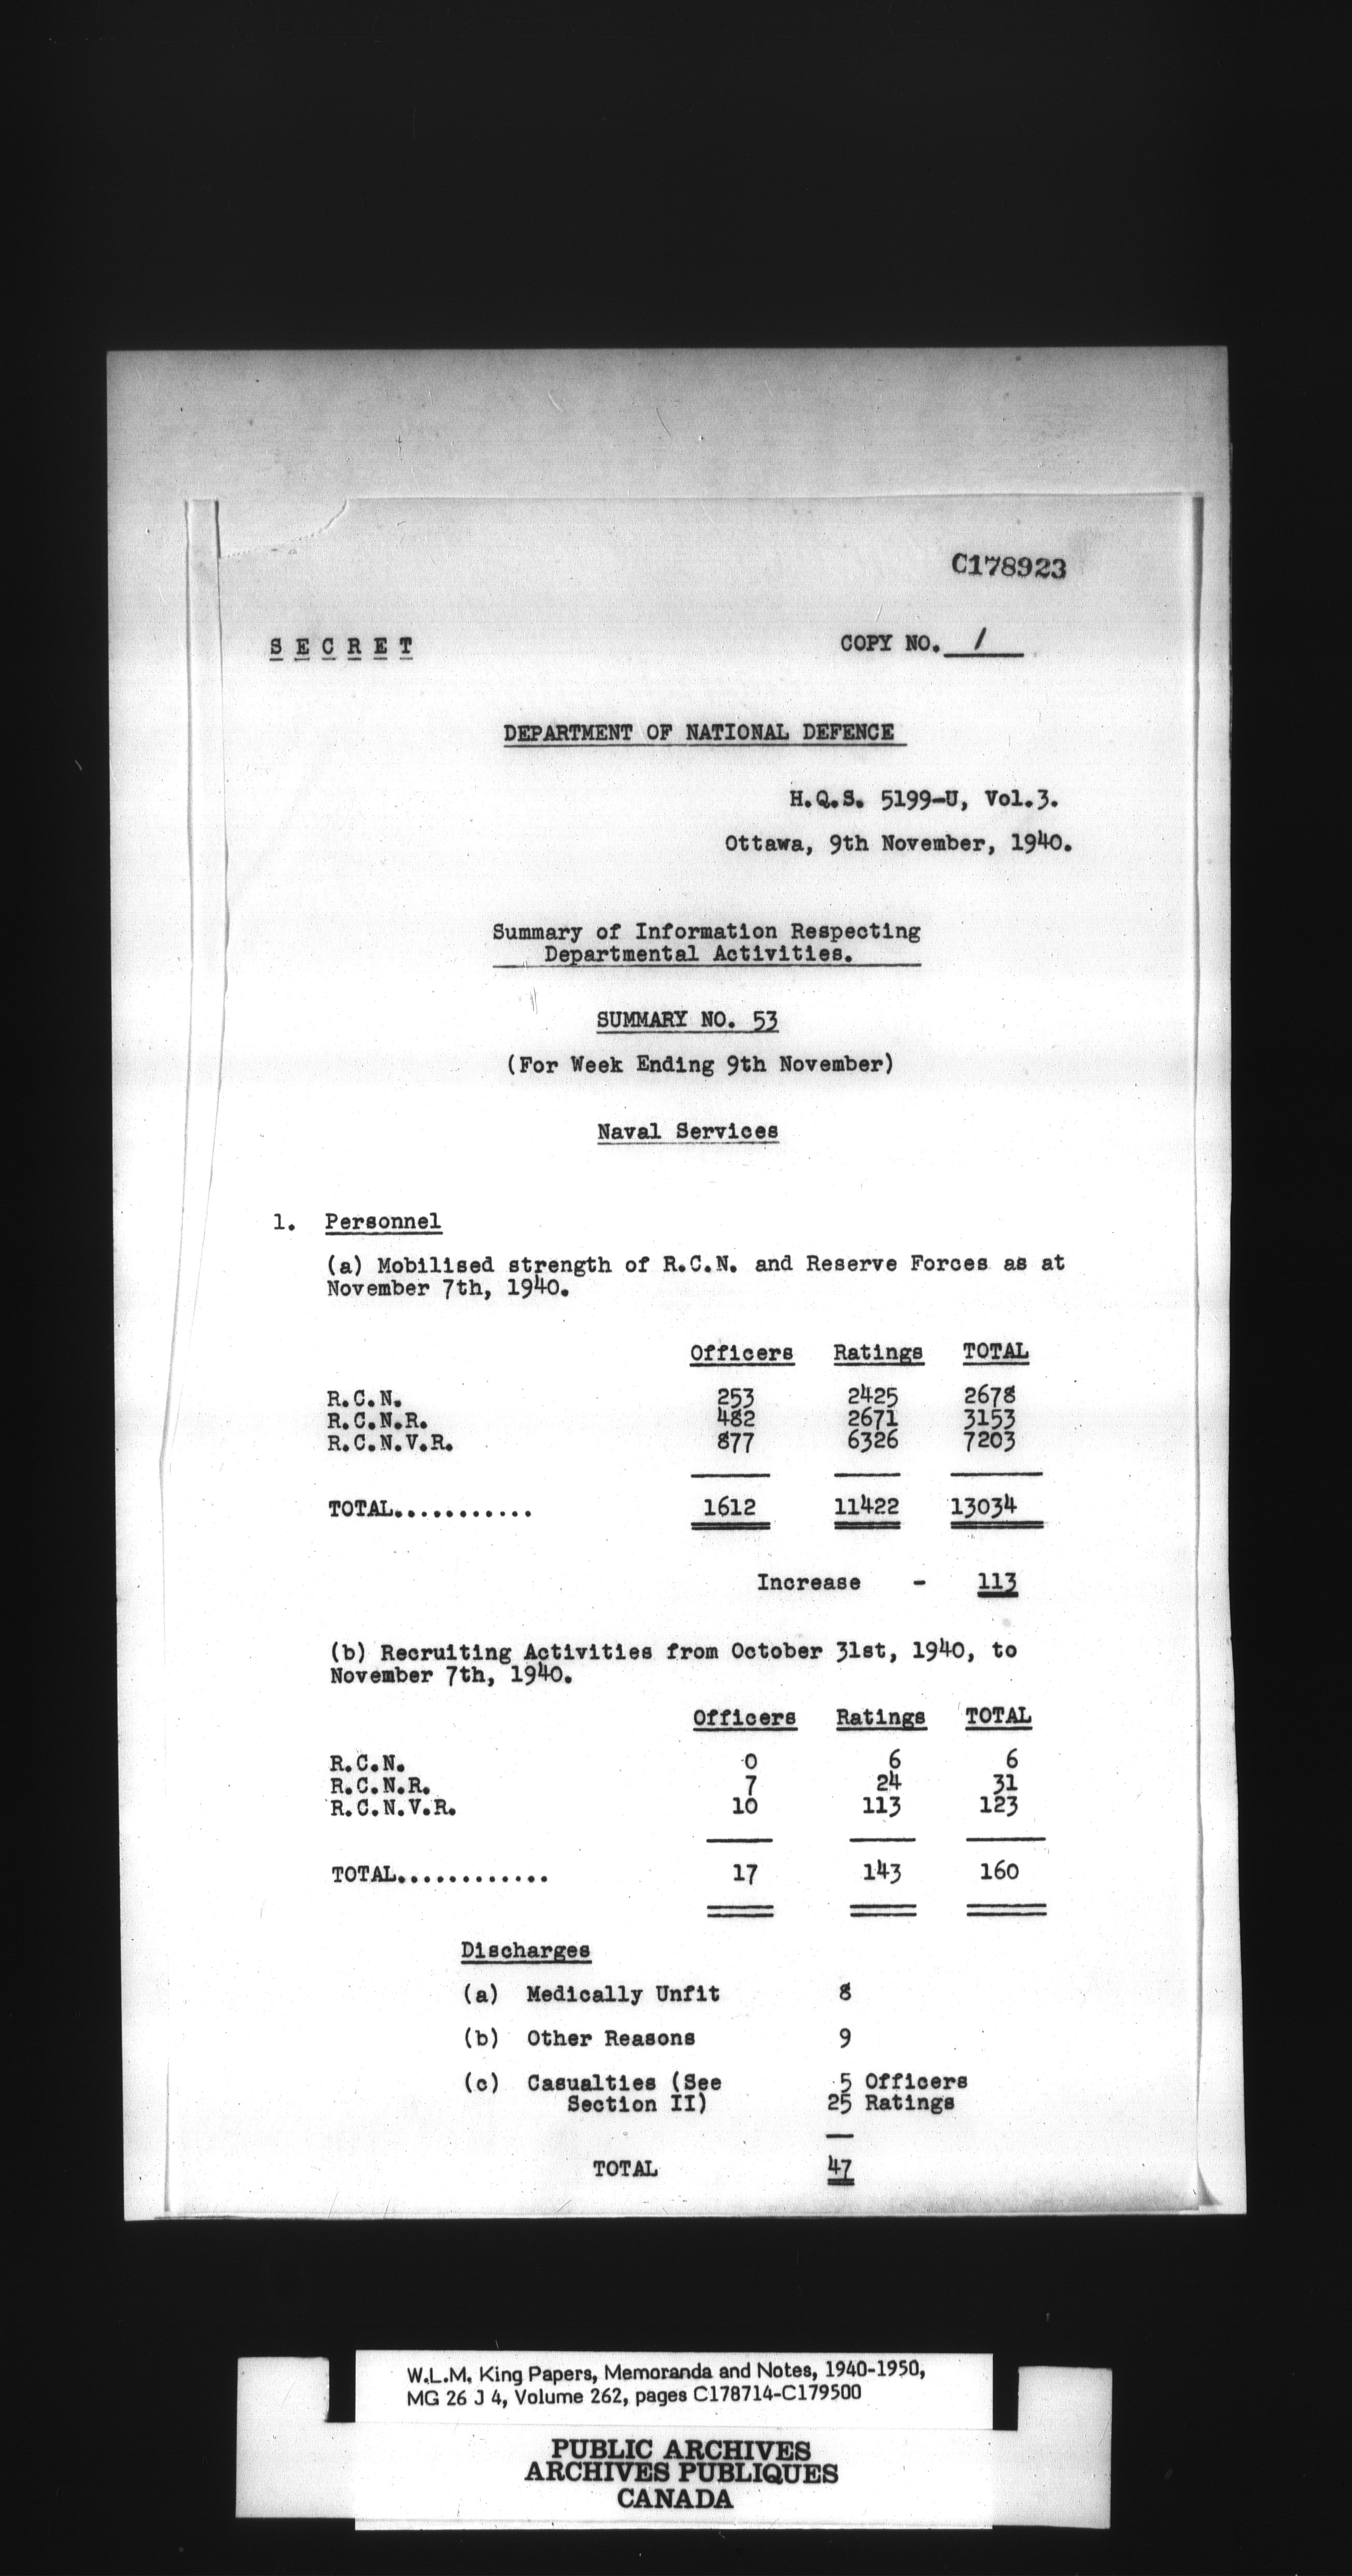 C178923
SECRET COPY NO. 1
DEPARTMENT OF NATIONAL DEFENCE
H.Q.S. 5199-U, Vol.3.
Ottawa, 9th November, 1940.
Summary of Information Respecting
Departmental Activities.
SUMMARY NO. 53
(For Week Ending 9th November)
Naval Services
1. Personnel
(a) Mobilised strength of R.C.N. and Reserve Forces as at
November 7th, 1940.
Officers Ratings TOTAL
R.C.N. 253 2425 2678
R.C.N.R. 482 2671 3153
R.C.N.V.R. 877 6326 7203
TOTAL........... 1612 11422 13034
Increase - 113
(b) Recruiting Activities from October 31st, 1940, to
November 7th, 1940.
Officers Ratings TOTAL
R.C.N. 0 6 6
R.C.N.R. 7 24 31
R.C.N.V.R. 10 113 123
TOTAL............ 17 143 160
Discharges
(a) Medically Unfit 8
(b) Other Reasons 9
(c) Casualties (See 5 Officers
Section II) 25 Ratings
TOTAL 47
W.L.M. King Papers, Memoranda and Notes, 1940-1950,
MG 26 J 4, Volume 262, pages C178714-C179500
PUBLIC ARCHIVES
ARCHIVES PUBLIQUES
CANADA